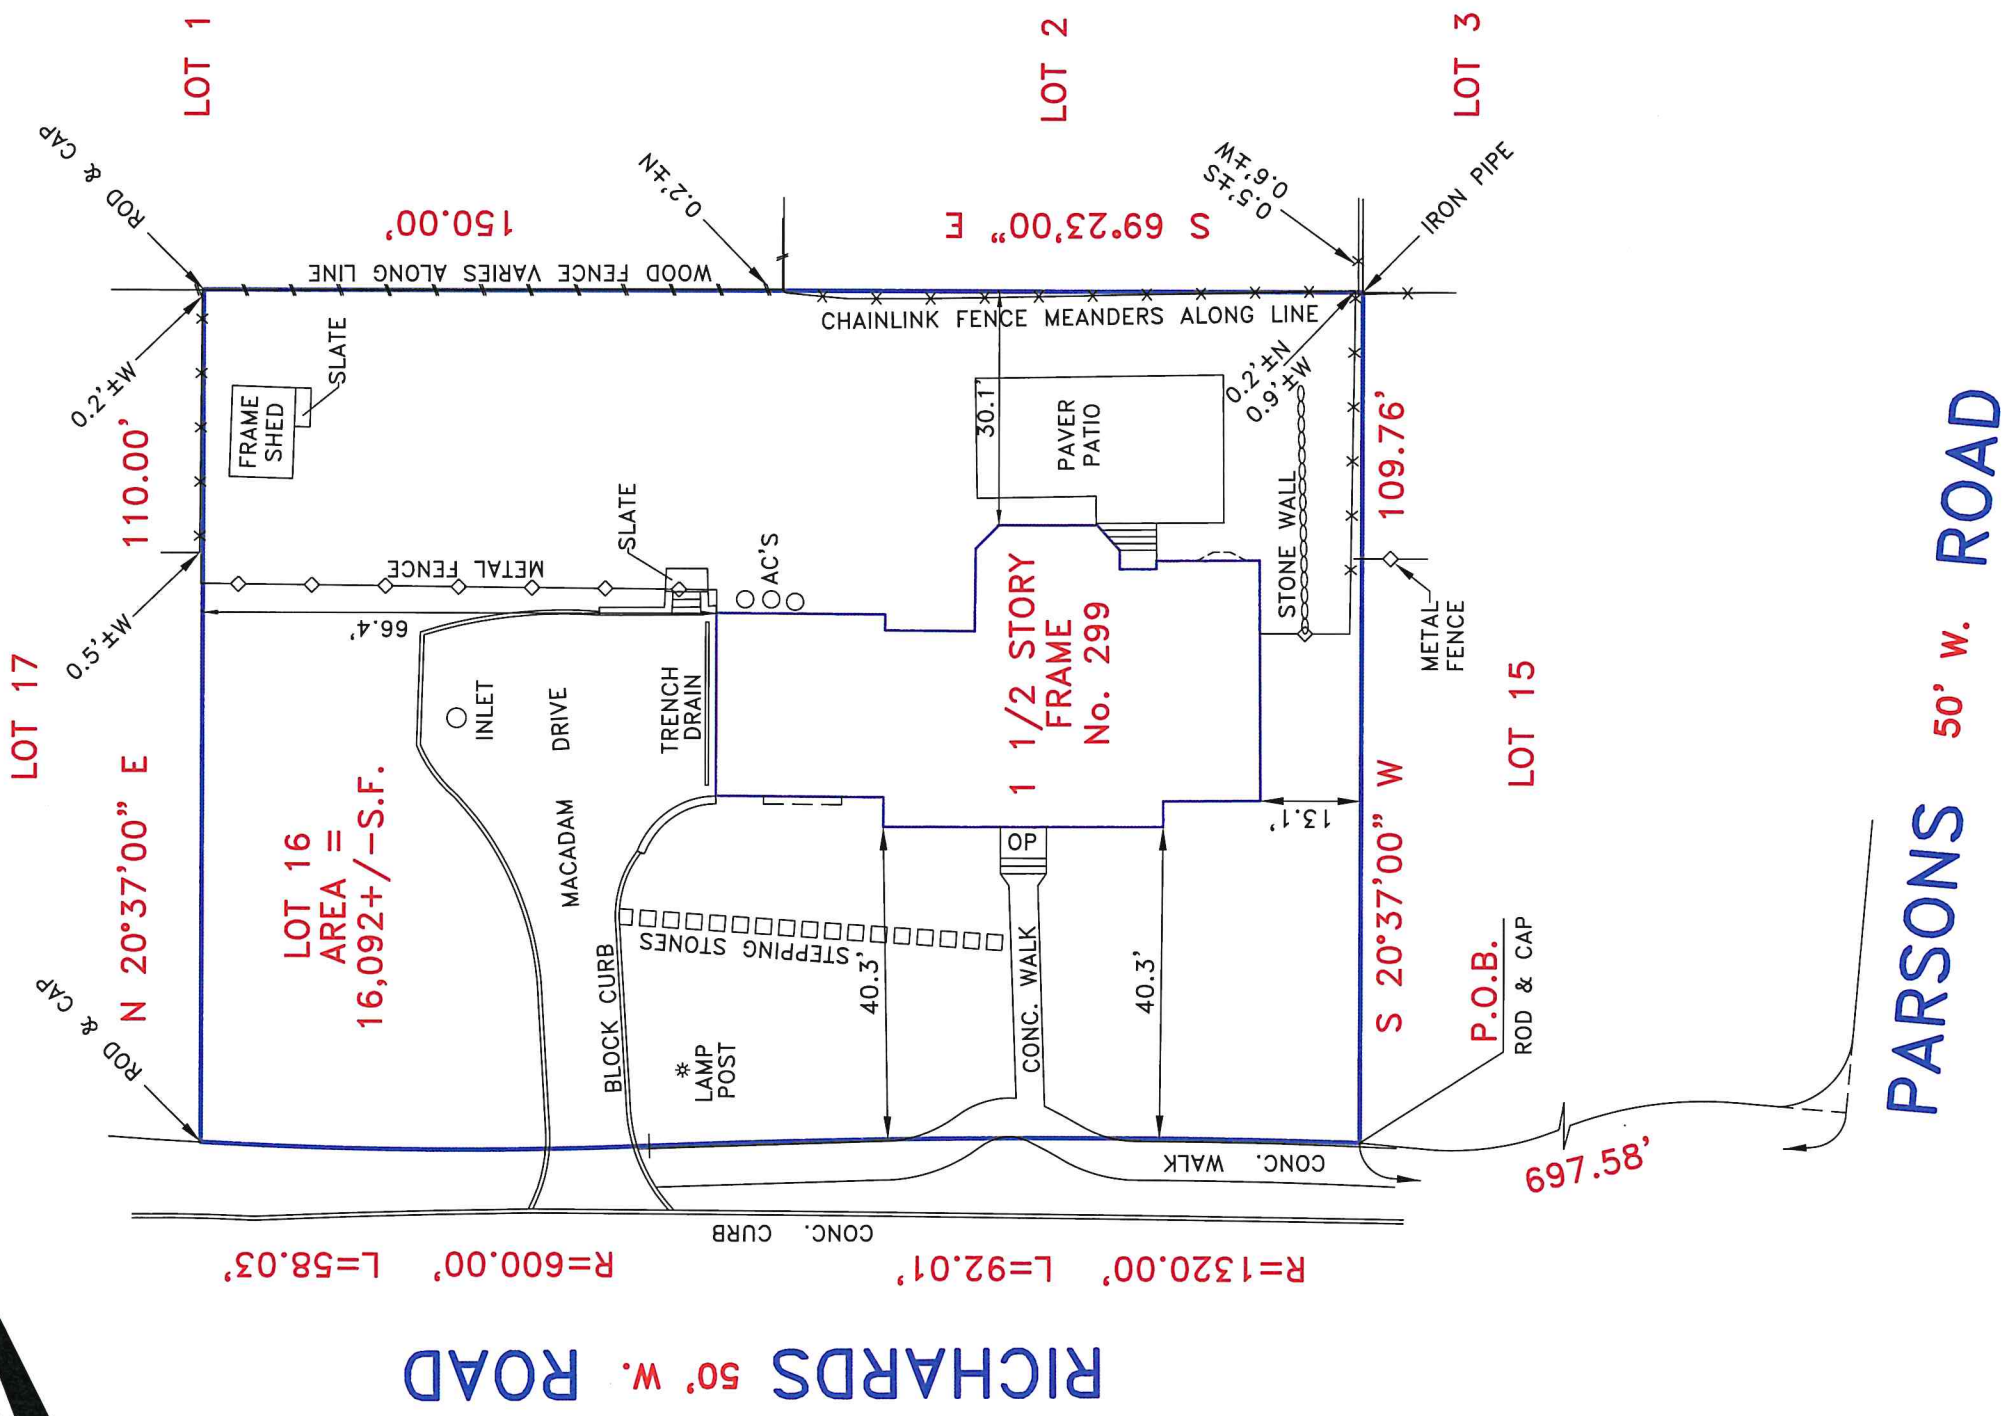 LOT 1
LOT 2
LOT 3
ROD & CAP
0.2'±N
0.5'±S
0.6'±W
IRON PIPE
150.00'
S 69°23'00" E
WOOD FENCE VARIES ALONG LINE
CHAINLINK FENCE MEANDERS ALONG LINE
0.2'±W
110.00'
FRAME
SHED
SLATE
30.1'
PAVER
PATIO
0.2'±N
0.9'±W
109.76'
0.5'±W
METAL FENCE
SLATE
AC'S
STONE WALL
METAL
FENCE
LOT 17
66.4'
INLET
MACADAM DRIVE
TRENCH
DRAIN
1 1/2 STORY
FRAME
No. 299
LOT 15
N 20°37'00" E
LOT 16
AREA =
16,092+/-S.F.
13.1'
S 20°37'00" W
OP
STEPPING STONES
BLOCK CURB
40.3'
CONC. WALK
40.3'
LAMP
POST
ROD & CAP
P.O.B.
ROD & CAP
CONC. WALK
697.58'
CONC. CURB
R=600.00' L=58.03'
R=1320.00' L=92.01'
RICHARDS 50' W. ROAD
PARSONS 50' W. ROAD